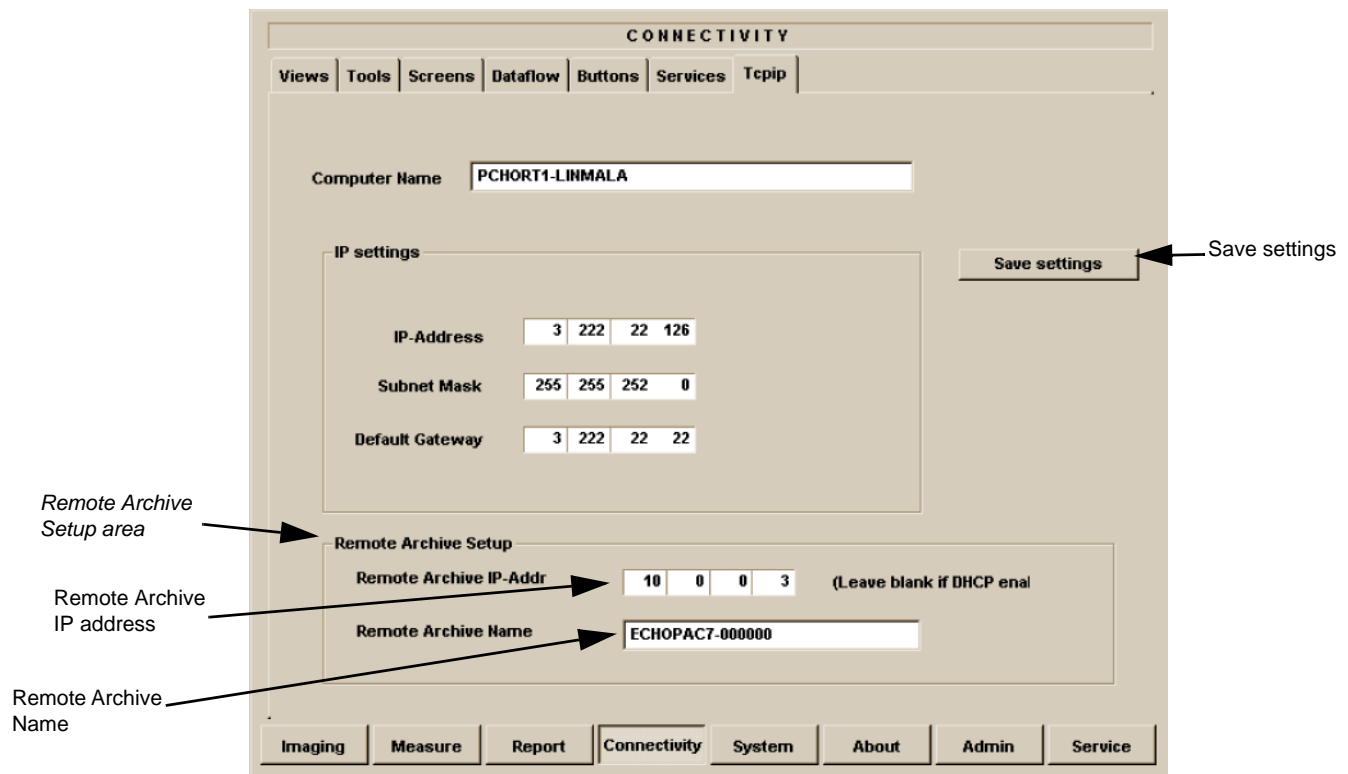 CONNECTIVITY
Views Tools Screens Dataflow Buttons Services Tcpip
Computer Name PCHORT1-LINMALA
IP settings
Save settings
Save settings
IP-Address 3 222 22 126
Subnet Mask 255 255 252 0
Default Gateway 3 222 22 22
Remote Archive
Setup area
Remote Archive Setup
Remote Archive IP-Addr 10 0 0 3 (Leave blank if DHCP enal
Remote Archive
IP address
Remote Archive Name ECHOPAC7-000000
Remote Archive
Name
Imaging Measure Report Connectivity System About Admin Service